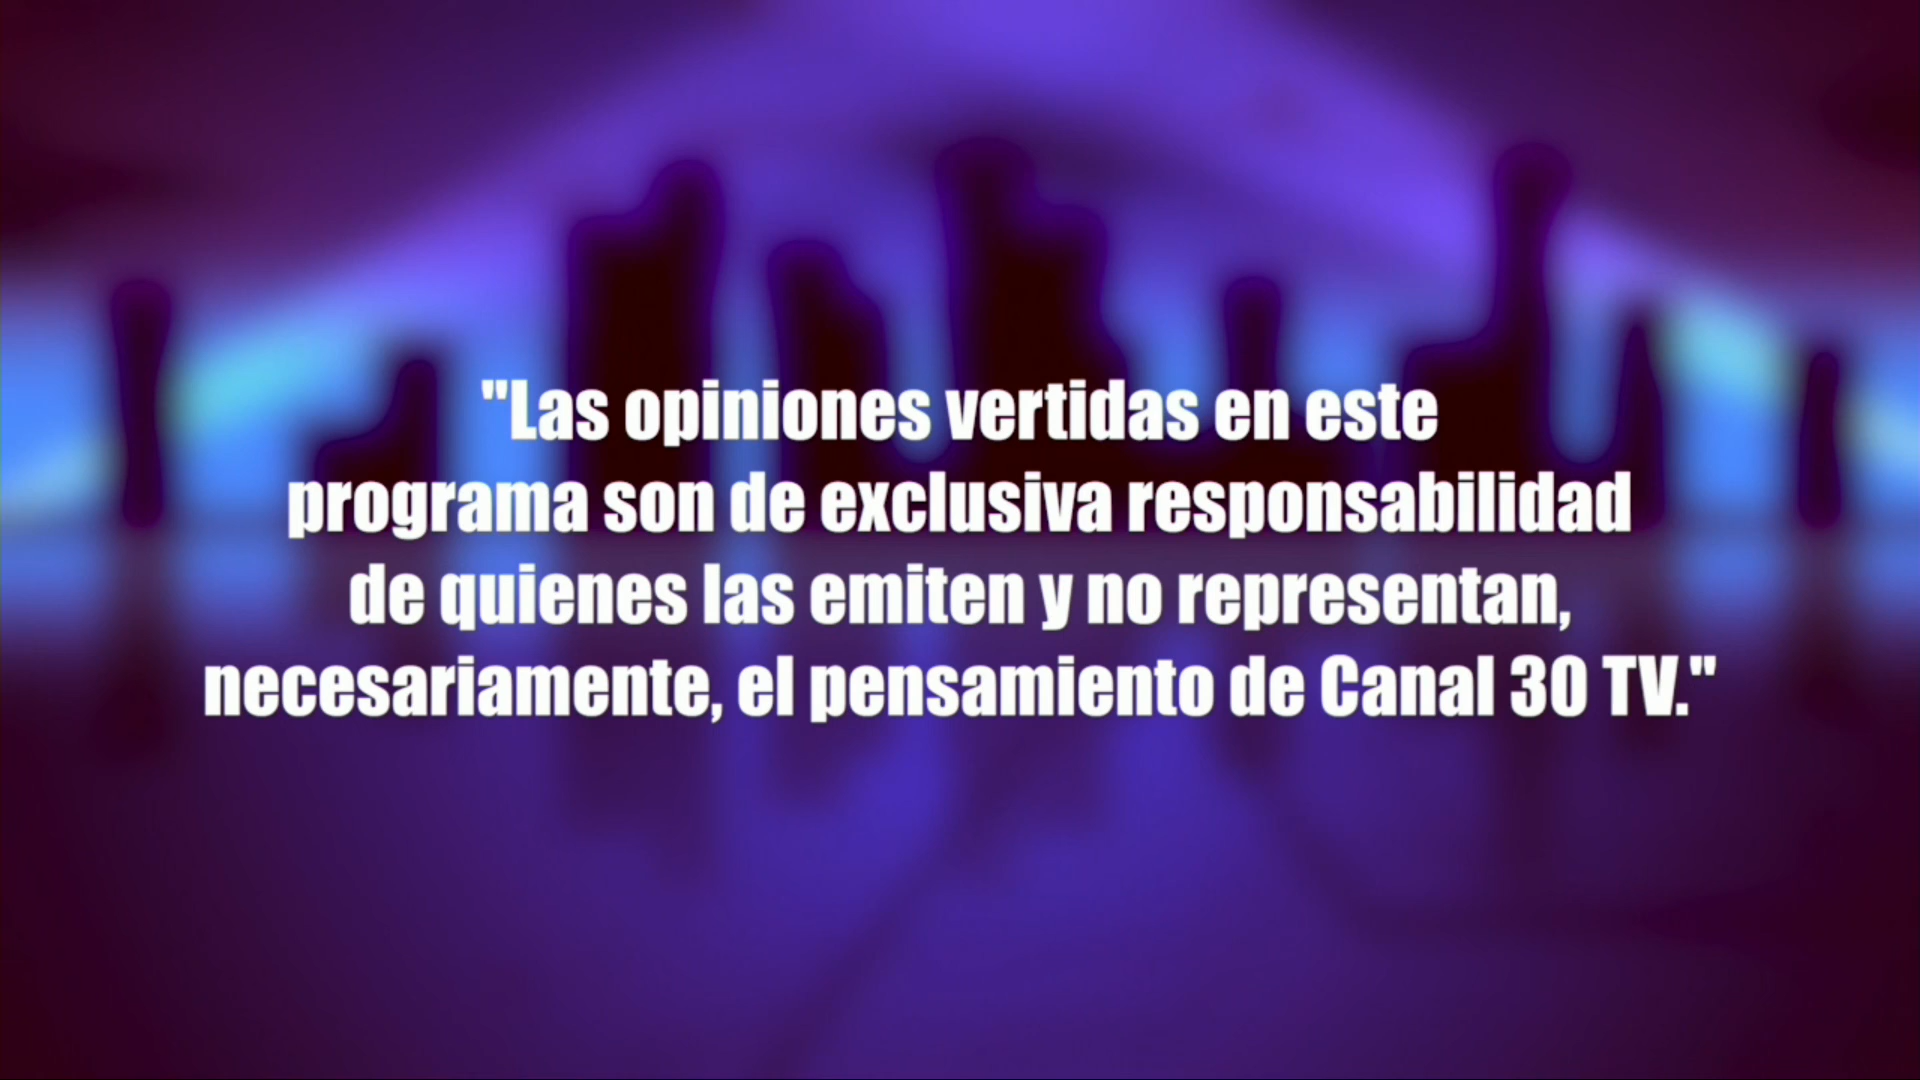 "Las opiniones vertidas en este
programa son de exclusiva responsabilidad
de quienes las emiten y no representan,
necesariamente, el pensamiento de Canal 30 TV."